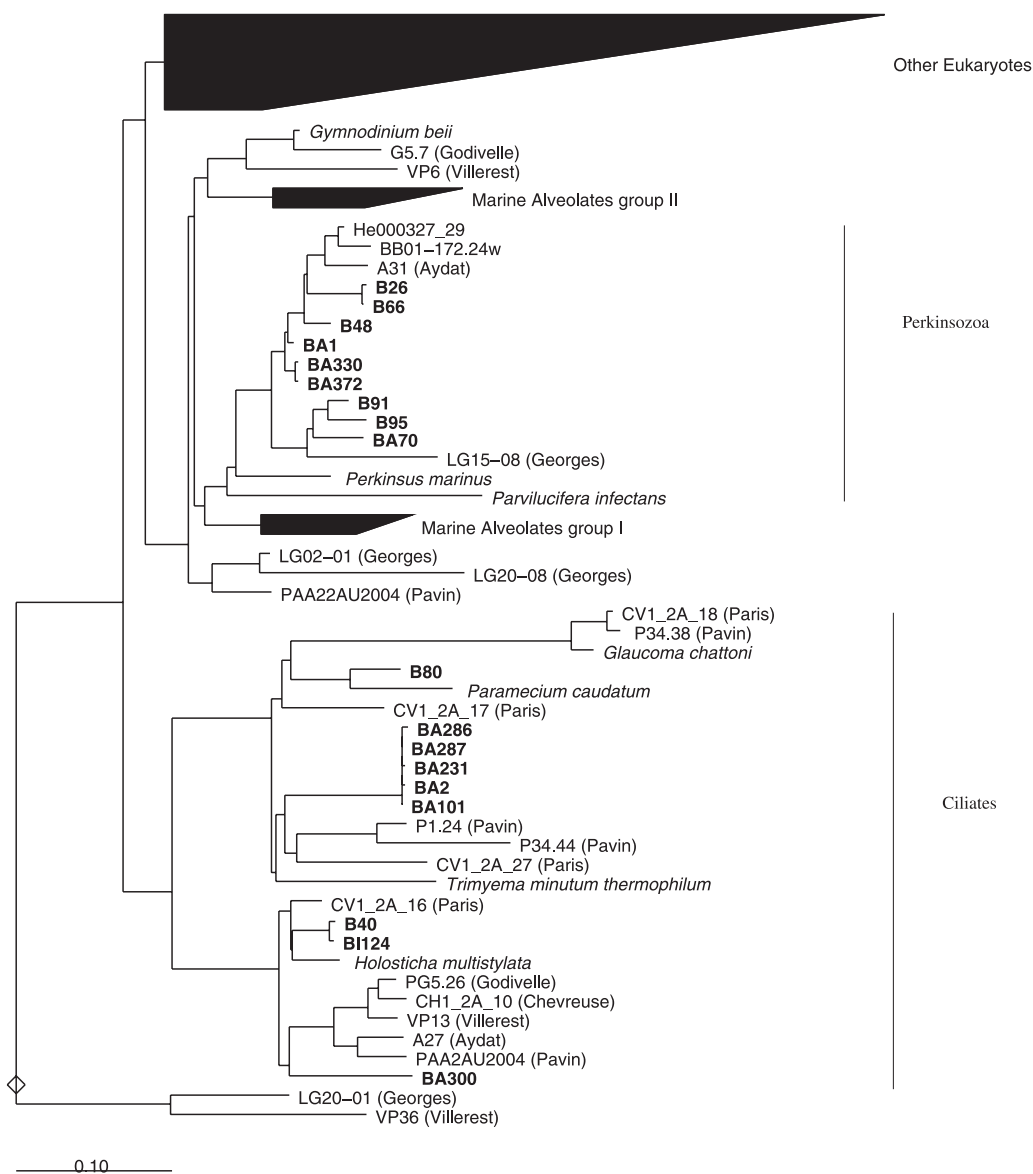 Other Eukaryotes
Gymnodinium beii
G5.7 (Godivelle)
VP6 (Villerest)
Marine Alveolates group II
He000327_29
BB01–172.24w
A31 (Aydat)
B26
B66
B48
Perkinsozoa
BA1
BA330
BA372
B91
B95
BA70
LG15–08 (Georges)
Perkinsus marinus
Parvilucifera infectans
Marine Alveolates group I
LG02–01 (Georges)
LG20–08 (Georges)
PAA22AU2004 (Pavin)
CV1_2A_18 (Paris)
P34.38 (Pavin)
Glaucoma chattoni
B80
Paramecium caudatum
CV1_2A_17 (Paris)
BA286
BA287
BA231
BA2
BA101
Ciliates
P1.24 (Pavin)
P34.44 (Pavin)
CV1_2A_27 (Paris)
Trimyema minutum thermophilum
CV1_2A_16 (Paris)
B40
BI124
Holosticha multistylata
PG5.26 (Godivelle)
CH1_2A_10 (Chevreuse)
VP13 (Villerest)
A27 (Aydat)
PAA2AU2004 (Pavin)
BA300
LG20–01 (Georges)
VP36 (Villerest)
0.10